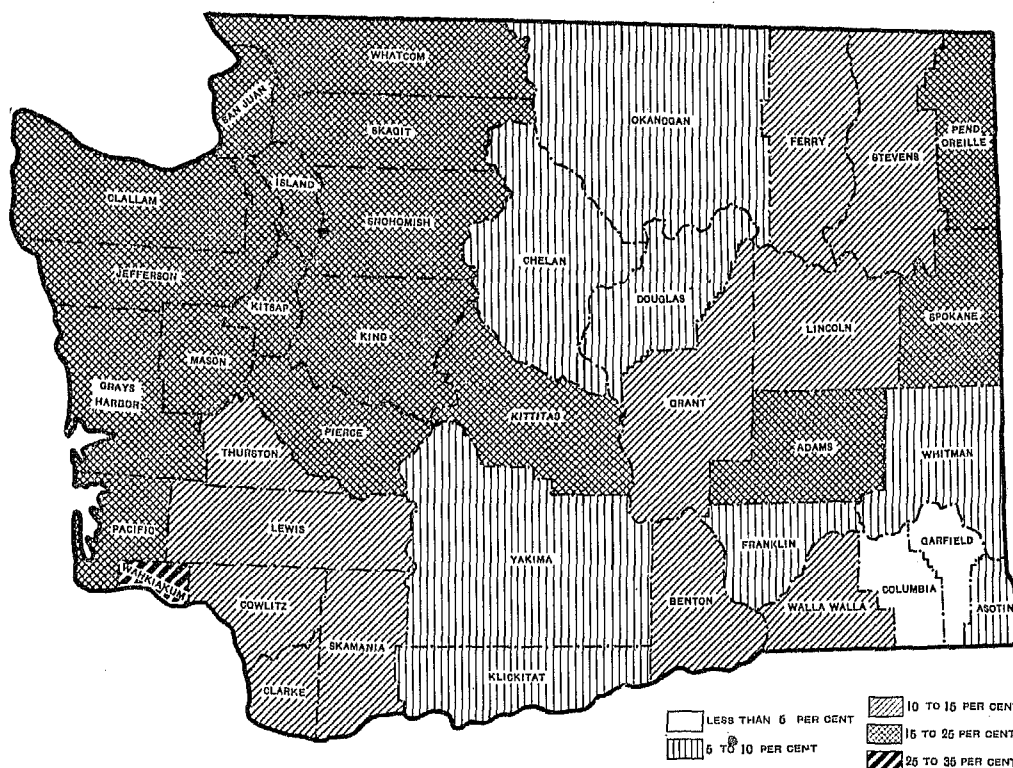 WHATCOM
SAN JUAN
SKAGIT
OKANOGAN
FERRY
STEVENS
PEND
OREILLE
CLALLAM
ISLAND
SNOHOMISH
JEFFERSON
CHELAN
KITSAP
DOUGLAS
LINCOLN
SPOKANE
MASON
KING
GRAYS
HARBOR
KITTITAS
GRANT
PIERCE
THURSTON
ADAMS
WHITMAN
PACIFIC
LEWIS
YAKIMA
FRANKLIN
GARFIELD
WAHKIAKUM
COWLITZ
BENTON
WALLA WALLA
COLUMBIA
ASOTIN
SKAMANIA
KLICKITAT
CLARKE
LESS THAN 5 PER CENT
5 TO 10 PER CENT
10 TO 15 PER CENT
15 TO 25 PER CENT
25 TO 35 PER CENT